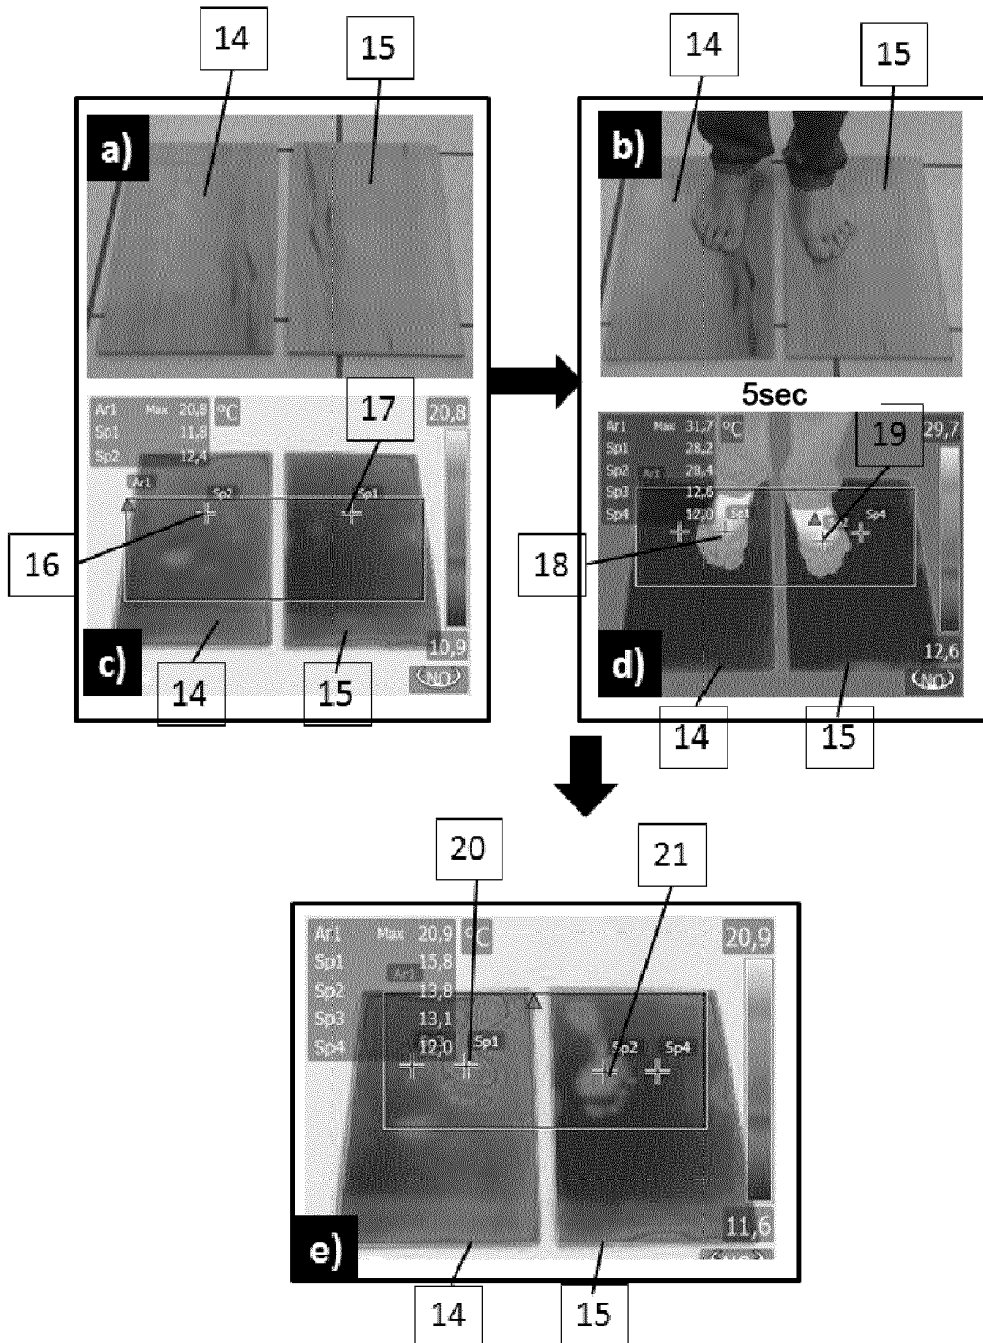 14
15
a)
14
15
b)
5sec
Ar1 Max 20,8 °C
Sp1 11,8
Sp2 12,4
Ar1
Sp2
Sp1
20,8
10,9
17
16
c)
14
15
Ar1 Max 31,7 °C
Sp1 28,2
Sp2 28,4
Sp3 12,6
Sp4 12,0
Ar1
Sp1
Sp4
29,7
12,6
19
18
d)
14
15
20
21
Ar1 Max 20,9 °C
Sp1 15,8
Sp2 13,8
Sp3 13,1
Sp4 12,0
Ar1
Sp1
Sp2
Sp4
20,9
11,6
e)
14
15